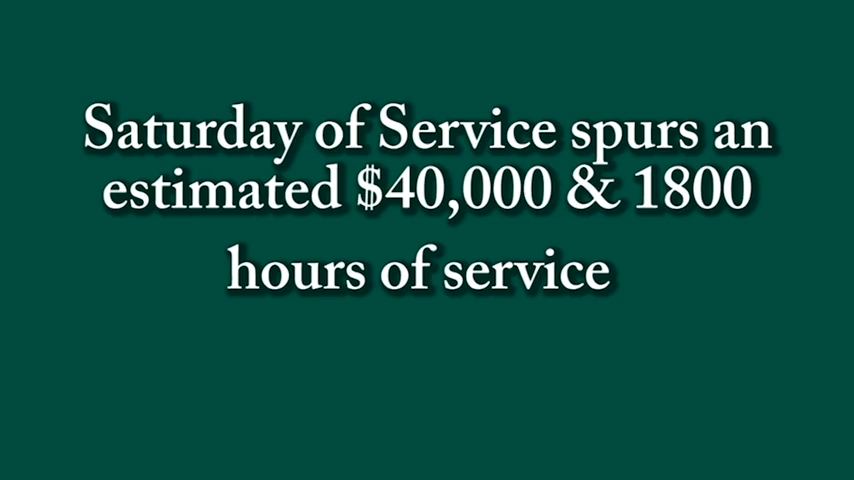 Saturday of Service spurs an
estimated $40,000 & 1800
hours of service